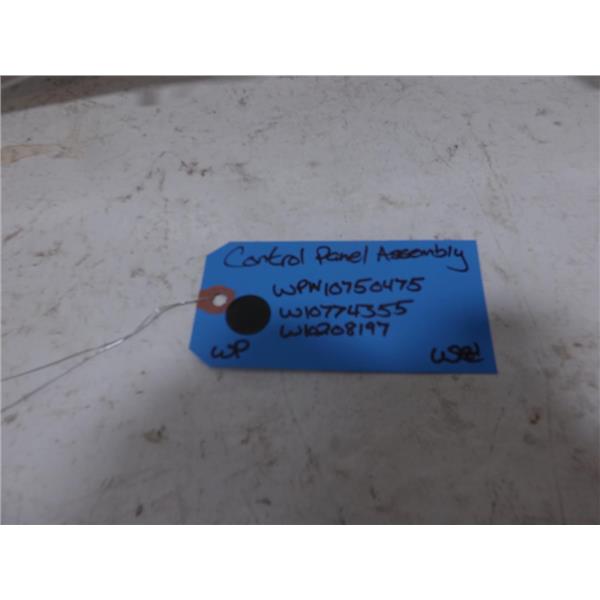 Control Panel Assembly
WPW10750475
W10774355
W10208197
WP
Used